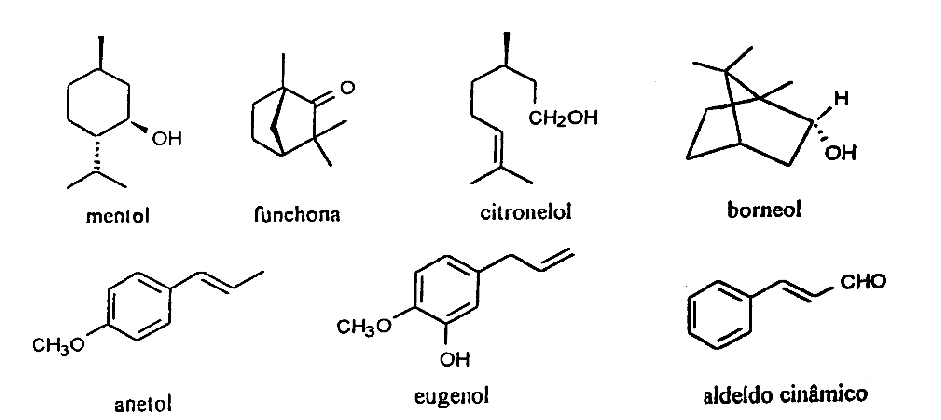 OH
O
CH2OH
H
OH
mentol
funchona
citronelol
borneol
CH3O
CH3O
OH
CHO
anetol
eugenol
aldeído cinâmico